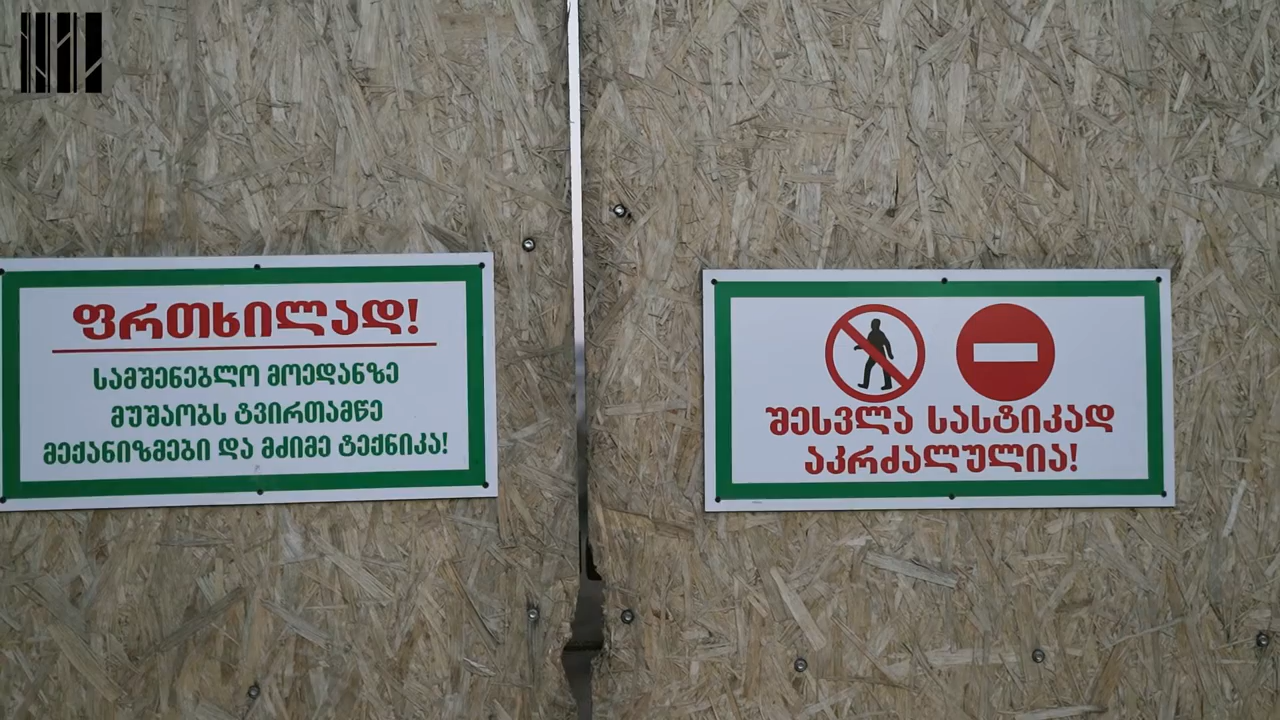 ფრთხილად!
სამშენებლო მოედანზე
მუშაობს ტვირთამწე
მექანიზმები და მძიმე ტექნიკა!
შესვლა სასტიკად
აკრძალულია!